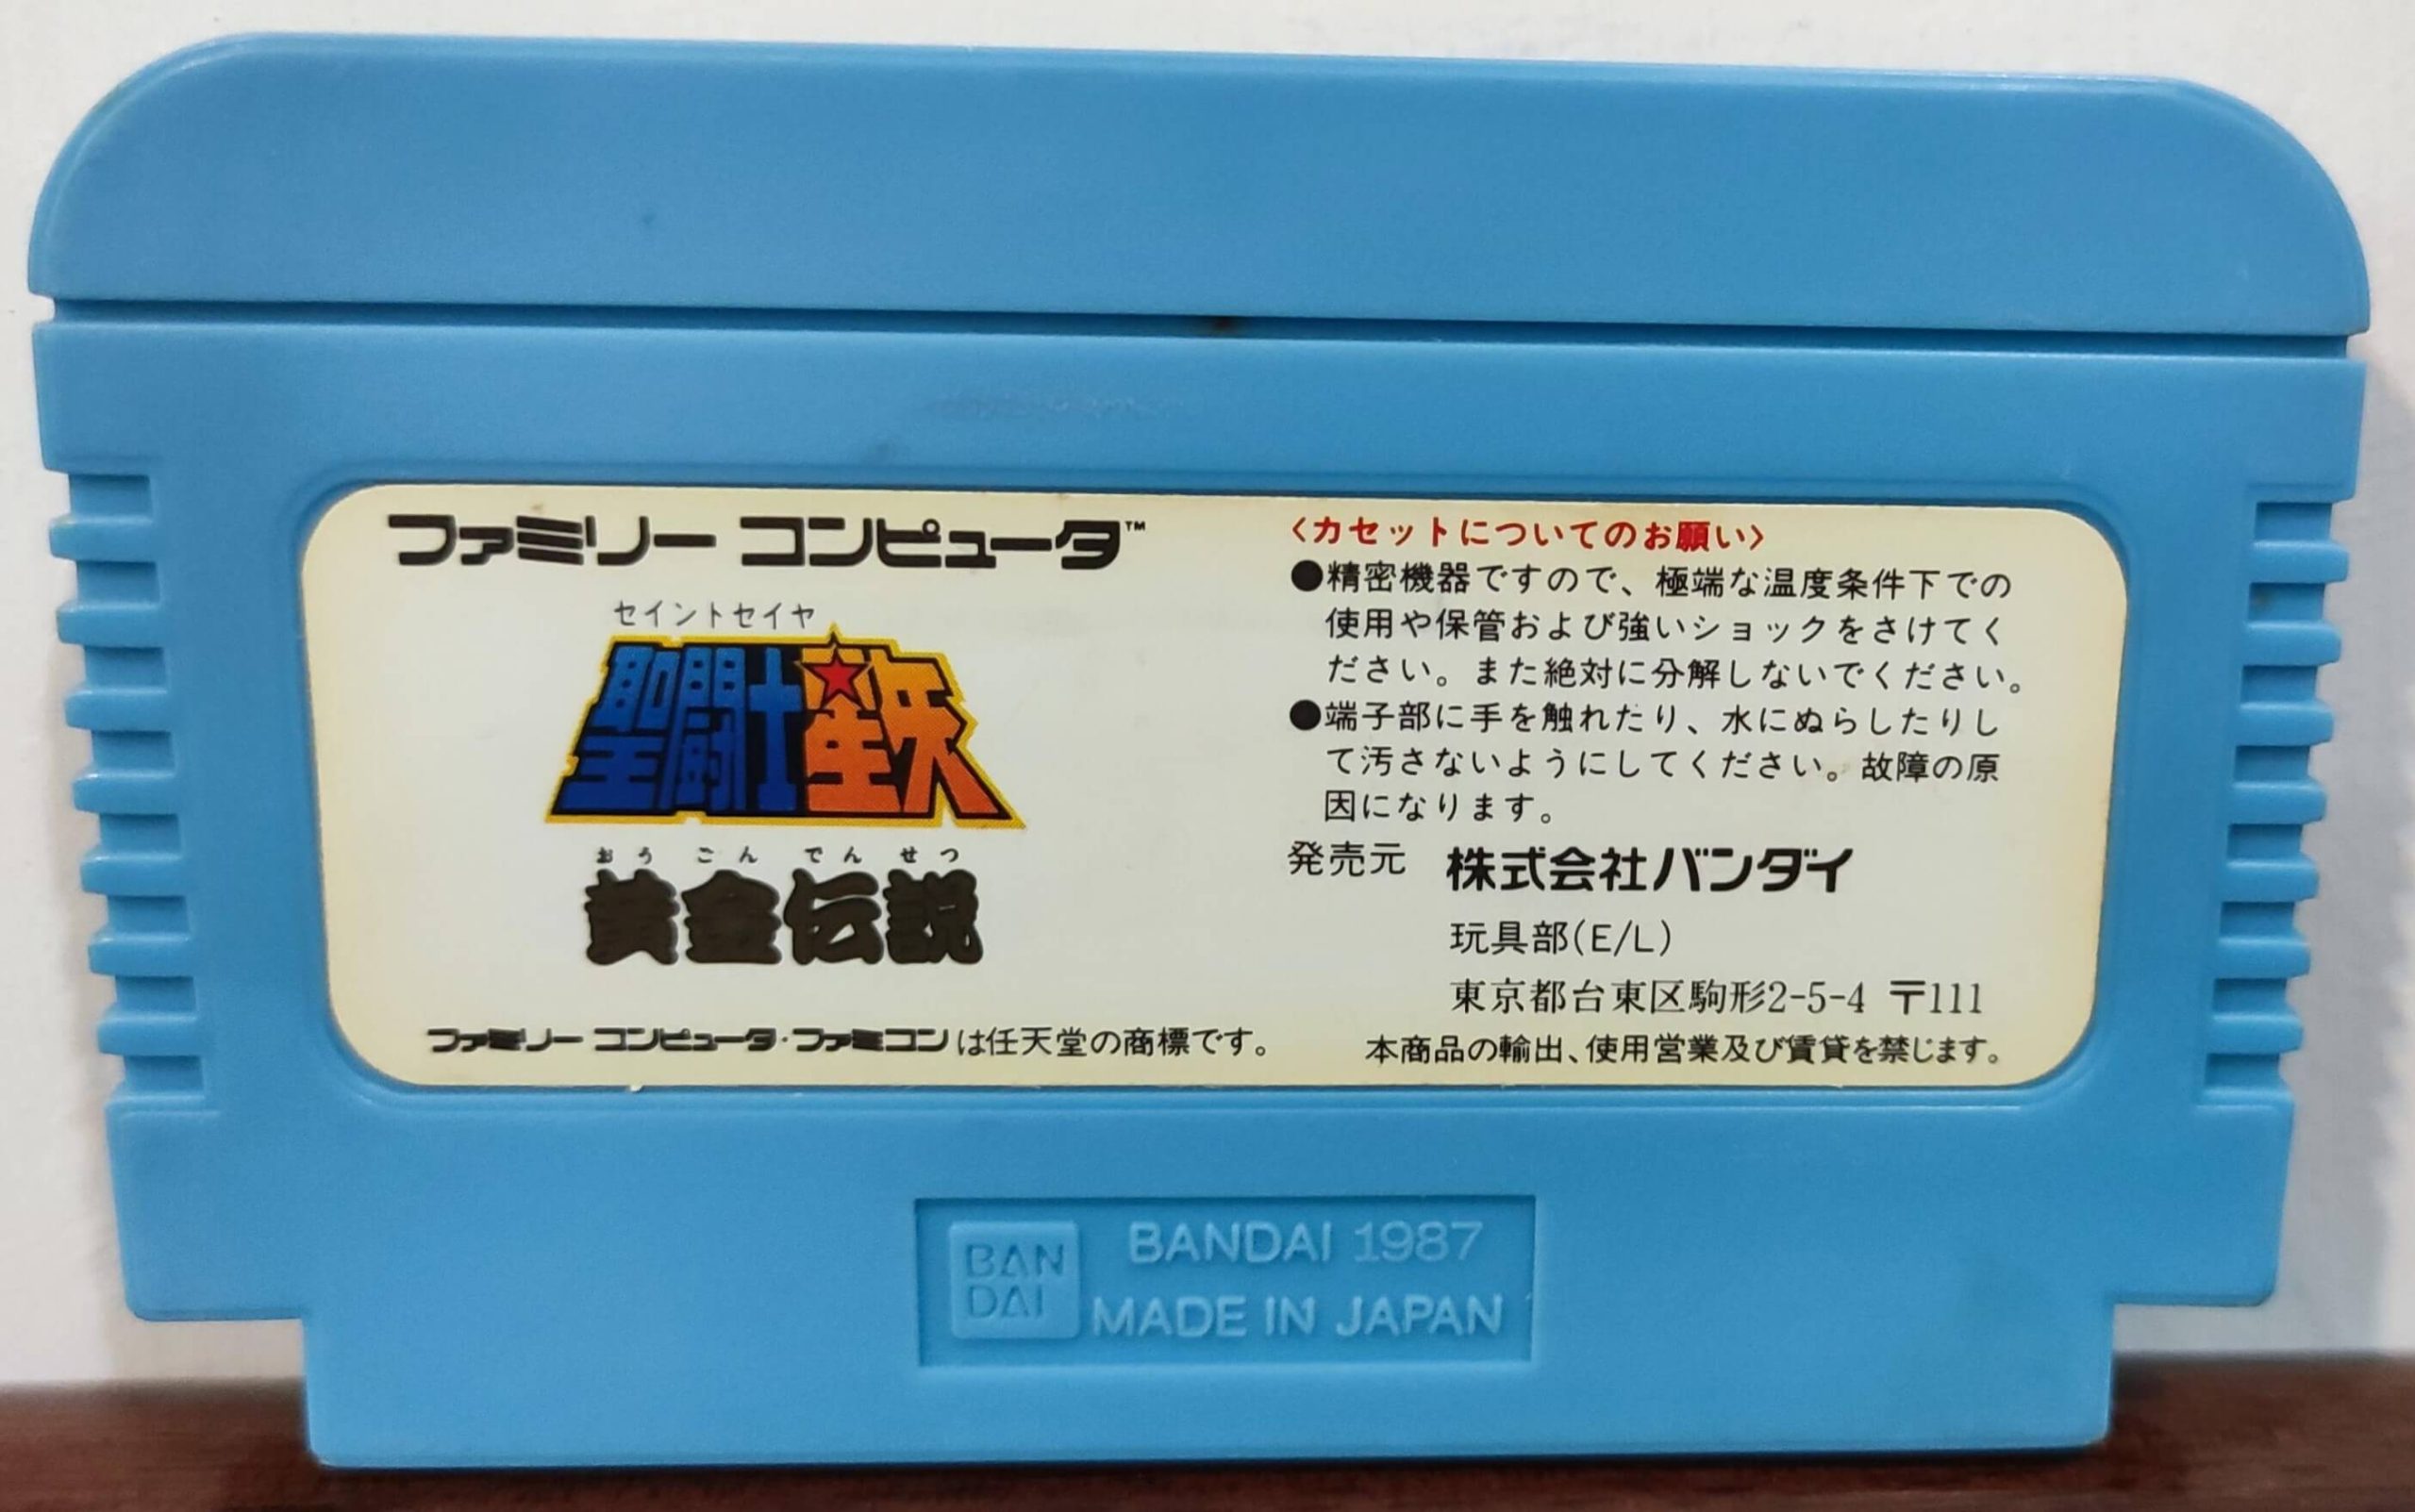 ファミリー コンピュータ™
セイントセイヤ
聖闘士星矢
おうごんでんせつ
黄金伝説
ファミリー コンピュータ・ファミコンは任天堂の商標です。
〈カセットについてのお願い〉
●精密機器ですので、極端な温度条件下での
使用や保管および強いショックをさけてく
ださい。また絶対に分解しないでください。
●端子部に手を触れたり、水にぬらしたりし
て汚さないようにしてください。故障の原
因になります。
発売元 株式会社バンダイ
玩具部(E/L)
東京都台東区駒形2-5-4 〒111
本商品の輸出、使用営業及び賃貸を禁じます。
BAN
DAI
BANDAI 1987
MADE IN JAPAN